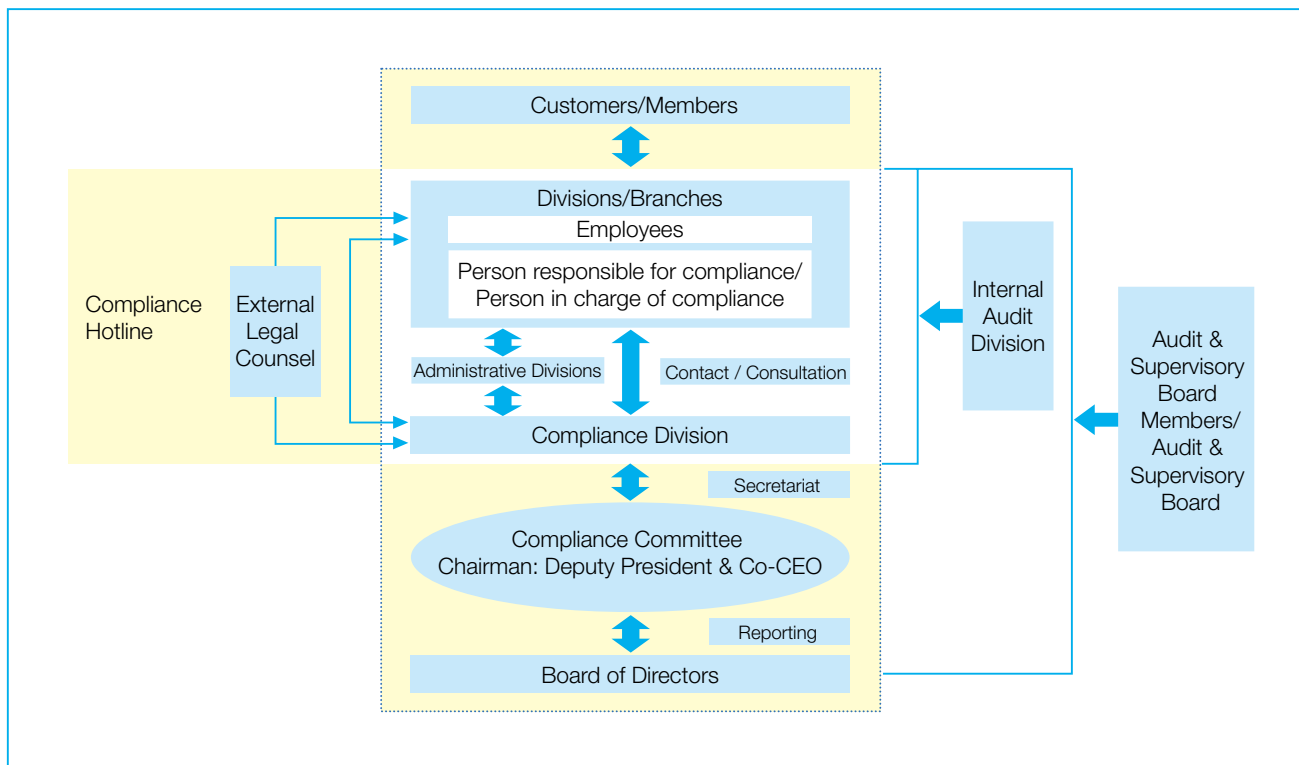 Customers/Members
Divisions/Branches
Employees
Person responsible for compliance/
Person in charge of compliance
Compliance
Hotline
External
Legal
Counsel
Administrative Divisions
Contact / Consultation
Compliance Division
Secretariat
Compliance Committee
Chairman: Deputy President & Co-CEO
Reporting
Board of Directors
Internal
Audit
Division
Audit &
Supervisory
Board
Members/
Audit &
Supervisory
Board